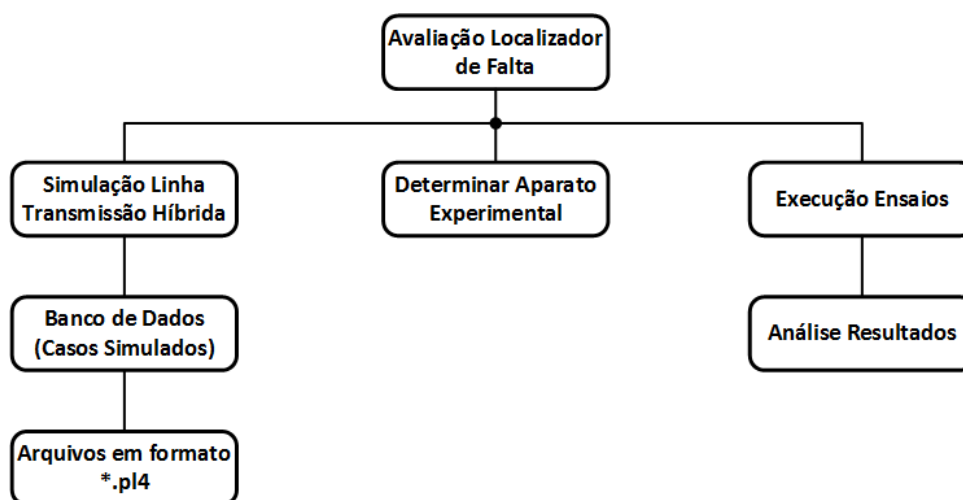 Avaliação Localizador
de Falta
Simulação Linha
Transmissão Híbrida
Determinar Aparato
Experimental
Execução Ensaios
Banco de Dados
(Casos Simulados)
Análise Resultados
Arquivos em formato
*.pl4